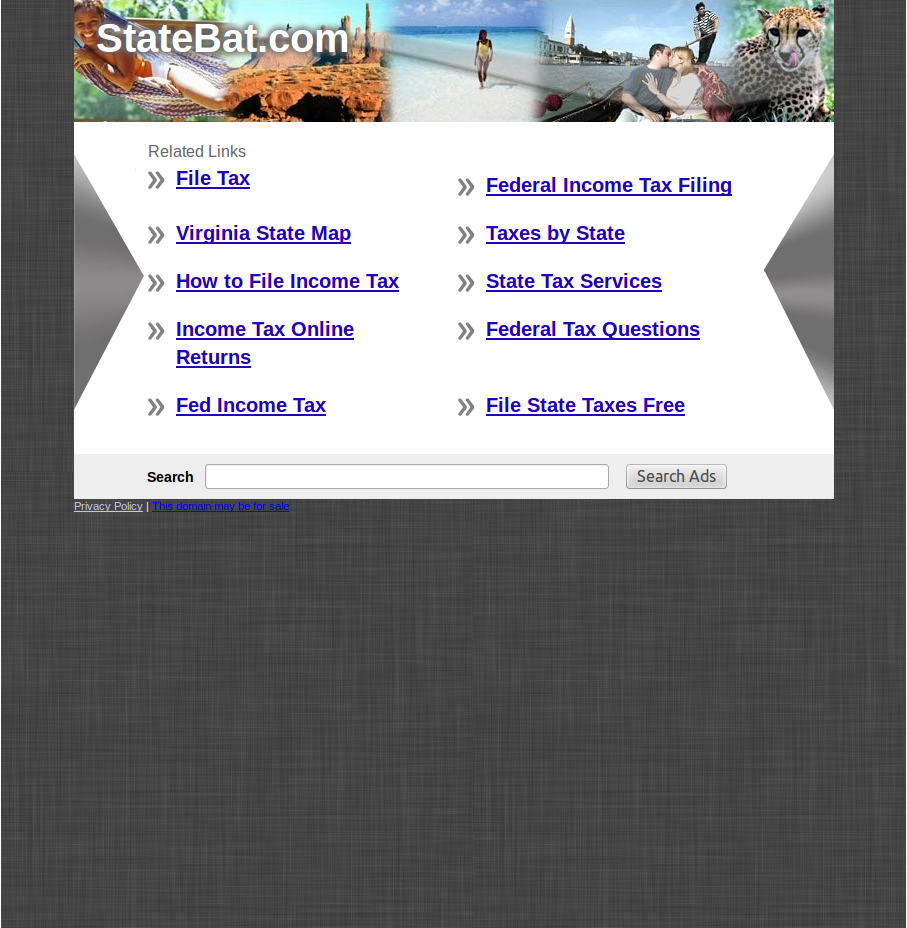 StateBat.com
Related Links
File Tax
Federal Income Tax Filing
Virginia State Map
Taxes by State
How to File Income Tax
State Tax Services
Income Tax Online
Returns
Federal Tax Questions
Fed Income Tax
File State Taxes Free
Search
Search Ads
Privacy Policy | This domain may be for sale